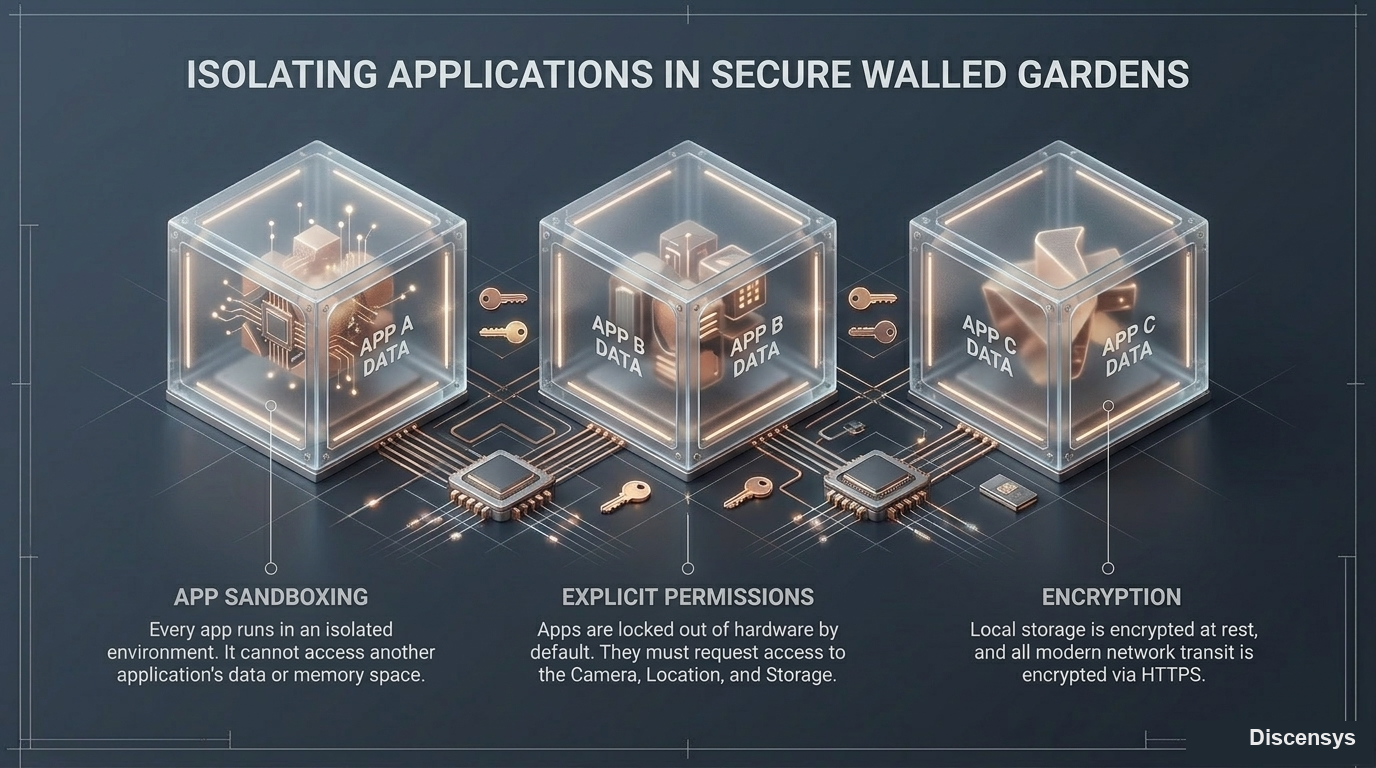 ISOLATING APPLICATIONS IN SECURE WALLED GARDENS
APP A
DATA
APP B
DATA
APP B
DATA
APP C
DATA
APP C
DATA
APP SANDBOXING
Every app runs in an isolated
environment. It cannot access another
application's data or memory space.
EXPLICIT PERMISSIONS
Apps are locked out of hardware by
default. They must request access to
the Camera, Location, and Storage.
ENCRYPTION
Local storage is encrypted at rest,
and all modern network transit is
encrypted via HTTPS.
Discensys